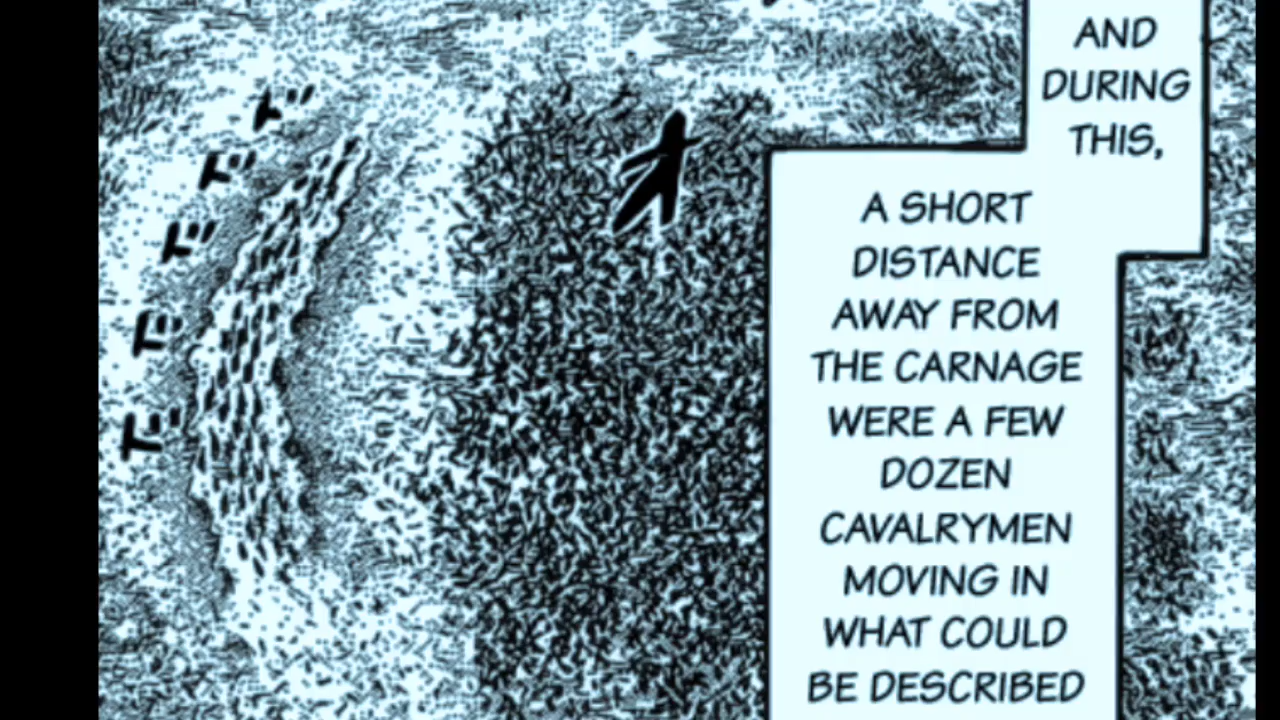 AND
DURING
THIS,
A SHORT
DISTANCE
AWAY FROM
THE CARNAGE
WERE A FEW
DOZEN
CAVALRYMEN
MOVING IN
WHAT COULD
BE DESCRIBED
ド
ド
ド
ド
ド